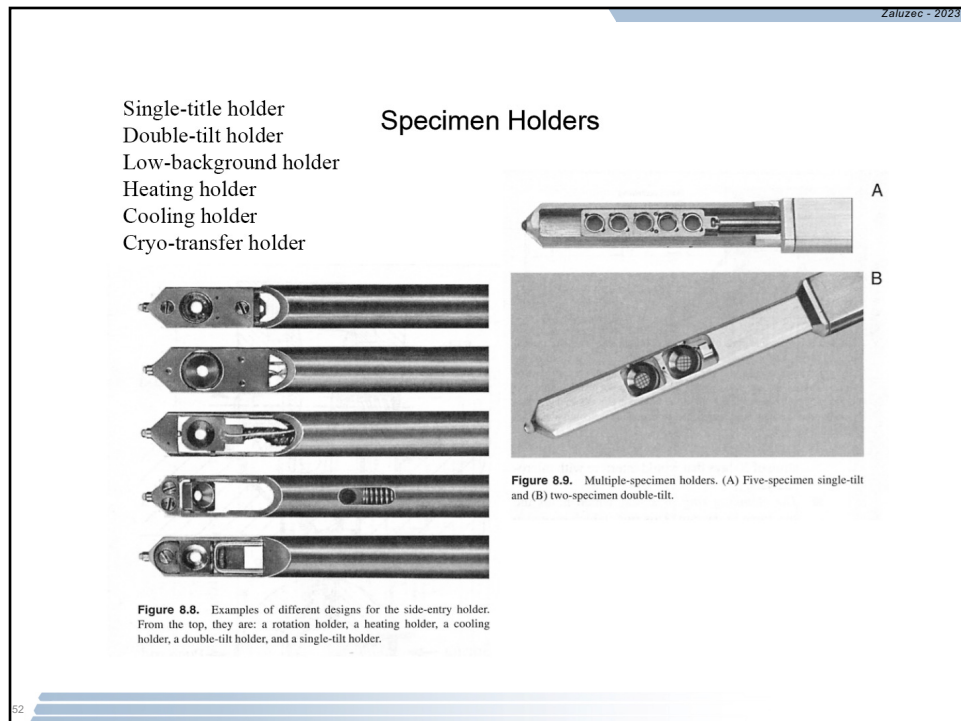 Zaluzec - 2023
Specimen Holders
Single-title holder
Double-tilt holder
Low-background holder
Heating holder
Cooling holder
Cryo-transfer holder
A
B
Figure 8.9. Multiple-specimen holders. (A) Five-specimen single-tilt
and (B) two-specimen double-tilt.
Figure 8.8. Examples of different designs for the side-entry holder.
From the top, they are: a rotation holder, a heating holder, a cooling
holder, a double-tilt holder, and a single-tilt holder.
52